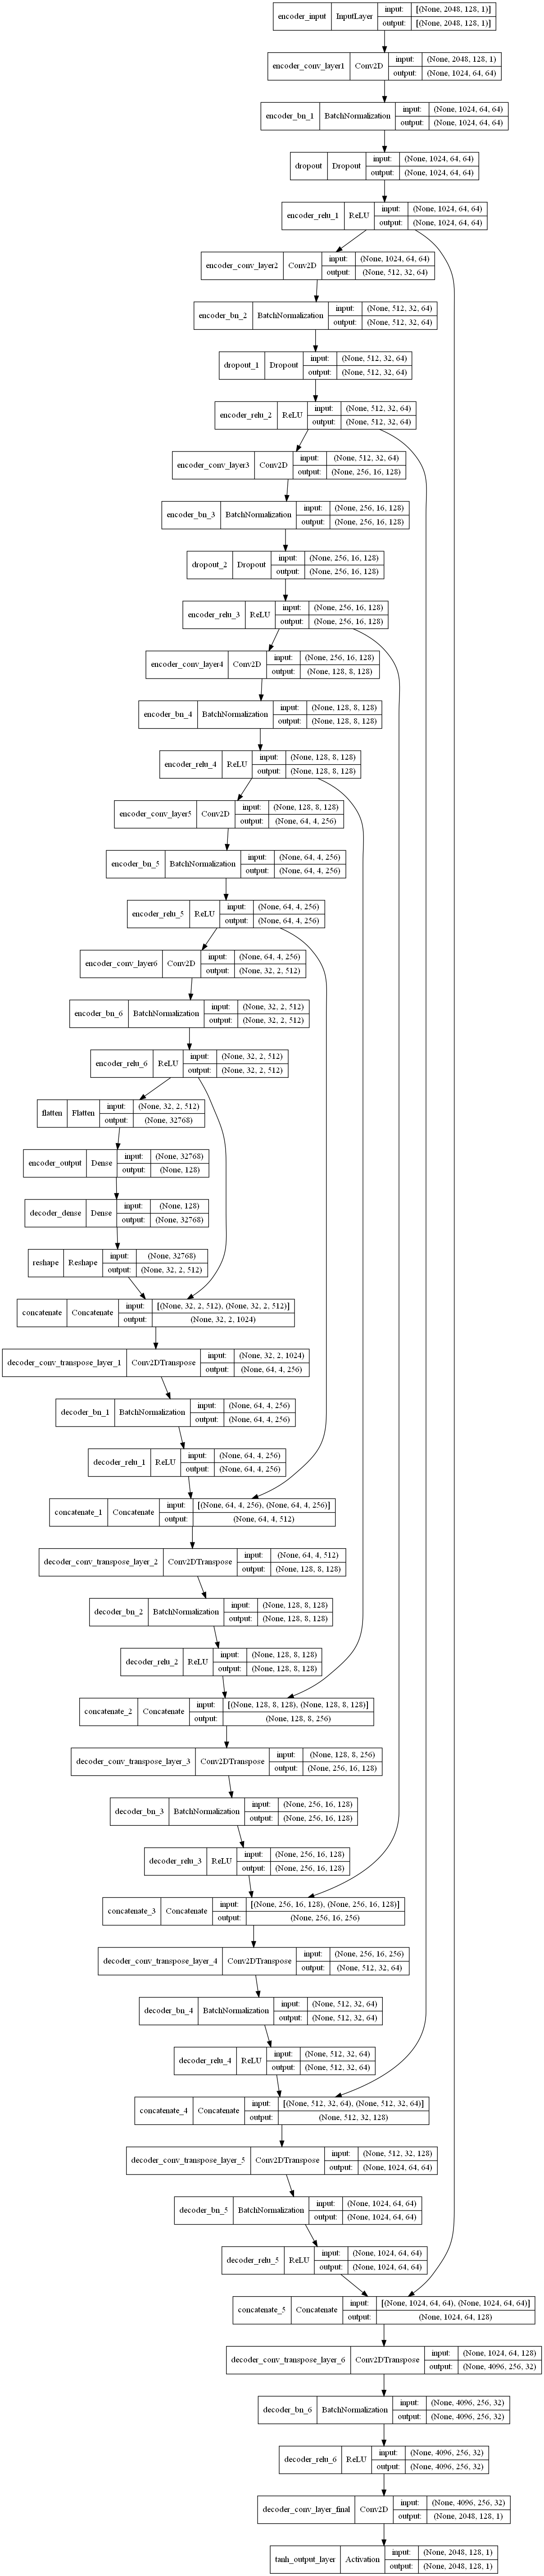 encoder_input InputLayer input: [(None, 2048, 128, 1)]
output: [(None, 2048, 128, 1)]
encoder_conv_layer1 Conv2D input: (None, 2048, 128, 1)
output: (None, 1024, 64, 64)
encoder_bn_1 BatchNormalization input: (None, 1024, 64, 64)
output: (None, 1024, 64, 64)
dropout Dropout input: (None, 1024, 64, 64)
output: (None, 1024, 64, 64)
encoder_relu_1 ReLU input: (None, 1024, 64, 64)
output: (None, 1024, 64, 64)
encoder_conv_layer2 Conv2D input: (None, 1024, 64, 64)
output: (None, 512, 32, 64)
encoder_bn_2 BatchNormalization input: (None, 512, 32, 64)
output: (None, 512, 32, 64)
dropout_1 Dropout input: (None, 512, 32, 64)
output: (None, 512, 32, 64)
encoder_relu_2 ReLU input: (None, 512, 32, 64)
output: (None, 512, 32, 64)
encoder_conv_layer3 Conv2D input: (None, 512, 32, 64)
output: (None, 256, 16, 128)
encoder_bn_3 BatchNormalization input: (None, 256, 16, 128)
output: (None, 256, 16, 128)
dropout_2 Dropout input: (None, 256, 16, 128)
output: (None, 256, 16, 128)
encoder_relu_3 ReLU input: (None, 256, 16, 128)
output: (None, 256, 16, 128)
encoder_conv_layer4 Conv2D input: (None, 256, 16, 128)
output: (None, 128, 8, 128)
encoder_bn_4 BatchNormalization input: (None, 128, 8, 128)
output: (None, 128, 8, 128)
encoder_relu_4 ReLU input: (None, 128, 8, 128)
output: (None, 128, 8, 128)
encoder_conv_layer5 Conv2D input: (None, 128, 8, 128)
output: (None, 64, 4, 256)
encoder_bn_5 BatchNormalization input: (None, 64, 4, 256)
output: (None, 64, 4, 256)
encoder_relu_5 ReLU input: (None, 64, 4, 256)
output: (None, 64, 4, 256)
encoder_conv_layer6 Conv2D input: (None, 64, 4, 256)
output: (None, 32, 2, 512)
encoder_bn_6 BatchNormalization input: (None, 32, 2, 512)
output: (None, 32, 2, 512)
encoder_relu_6 ReLU input: (None, 32, 2, 512)
output: (None, 32, 2, 512)
flatten Flatten input: (None, 32, 2, 512)
output: (None, 32768)
encoder_output Dense input: (None, 32768)
output: (None, 128)
decoder_dense Dense input: (None, 128)
output: (None, 32768)
reshape Reshape input: (None, 32768)
output: (None, 32, 2, 512)
concatenate Concatenate input: [(None, 32, 2, 512), (None, 32, 2, 512)]
output: (None, 32, 2, 1024)
decoder_conv_transpose_layer_1 Conv2DTranspose input: (None, 32, 2, 1024)
output: (None, 64, 4, 256)
decoder_bn_1 BatchNormalization input: (None, 64, 4, 256)
output: (None, 64, 4, 256)
decoder_relu_1 ReLU input: (None, 64, 4, 256)
output: (None, 64, 4, 256)
concatenate_1 Concatenate input: [(None, 64, 4, 256), (None, 64, 4, 256)]
output: (None, 64, 4, 512)
decoder_conv_transpose_layer_2 Conv2DTranspose input: (None, 64, 4, 512)
output: (None, 128, 8, 128)
decoder_bn_2 BatchNormalization input: (None, 128, 8, 128)
output: (None, 128, 8, 128)
decoder_relu_2 ReLU input: (None, 128, 8, 128)
output: (None, 128, 8, 128)
concatenate_2 Concatenate input: [(None, 128, 8, 128), (None, 128, 8, 128)]
output: (None, 128, 8, 256)
decoder_conv_transpose_layer_3 Conv2DTranspose input: (None, 128, 8, 256)
output: (None, 256, 16, 128)
decoder_bn_3 BatchNormalization input: (None, 256, 16, 128)
output: (None, 256, 16, 128)
decoder_relu_3 ReLU input: (None, 256, 16, 128)
output: (None, 256, 16, 128)
concatenate_3 Concatenate input: [(None, 256, 16, 128), (None, 256, 16, 128)]
output: (None, 256, 16, 256)
decoder_conv_transpose_layer_4 Conv2DTranspose input: (None, 256, 16, 256)
output: (None, 512, 32, 64)
decoder_bn_4 BatchNormalization input: (None, 512, 32, 64)
output: (None, 512, 32, 64)
decoder_relu_4 ReLU input: (None, 512, 32, 64)
output: (None, 512, 32, 64)
concatenate_4 Concatenate input: [(None, 512, 32, 64), (None, 512, 32, 64)]
output: (None, 512, 32, 128)
decoder_conv_transpose_layer_5 Conv2DTranspose input: (None, 512, 32, 128)
output: (None, 1024, 64, 64)
decoder_bn_5 BatchNormalization input: (None, 1024, 64, 64)
output: (None, 1024, 64, 64)
decoder_relu_5 ReLU input: (None, 1024, 64, 64)
output: (None, 1024, 64, 64)
concatenate_5 Concatenate input: [(None, 1024, 64, 64), (None, 1024, 64, 64)]
output: (None, 1024, 64, 128)
decoder_conv_transpose_layer_6 Conv2DTranspose input: (None, 1024, 64, 128)
output: (None, 4096, 256, 32)
decoder_bn_6 BatchNormalization input: (None, 4096, 256, 32)
output: (None, 4096, 256, 32)
decoder_relu_6 ReLU input: (None, 4096, 256, 32)
output: (None, 4096, 256, 32)
decoder_conv_layer_final Conv2D input: (None, 4096, 256, 32)
output: (None, 2048, 128, 1)
tanh_output_layer Activation input: (None, 2048, 128, 1)
output: (None, 2048, 128, 1)